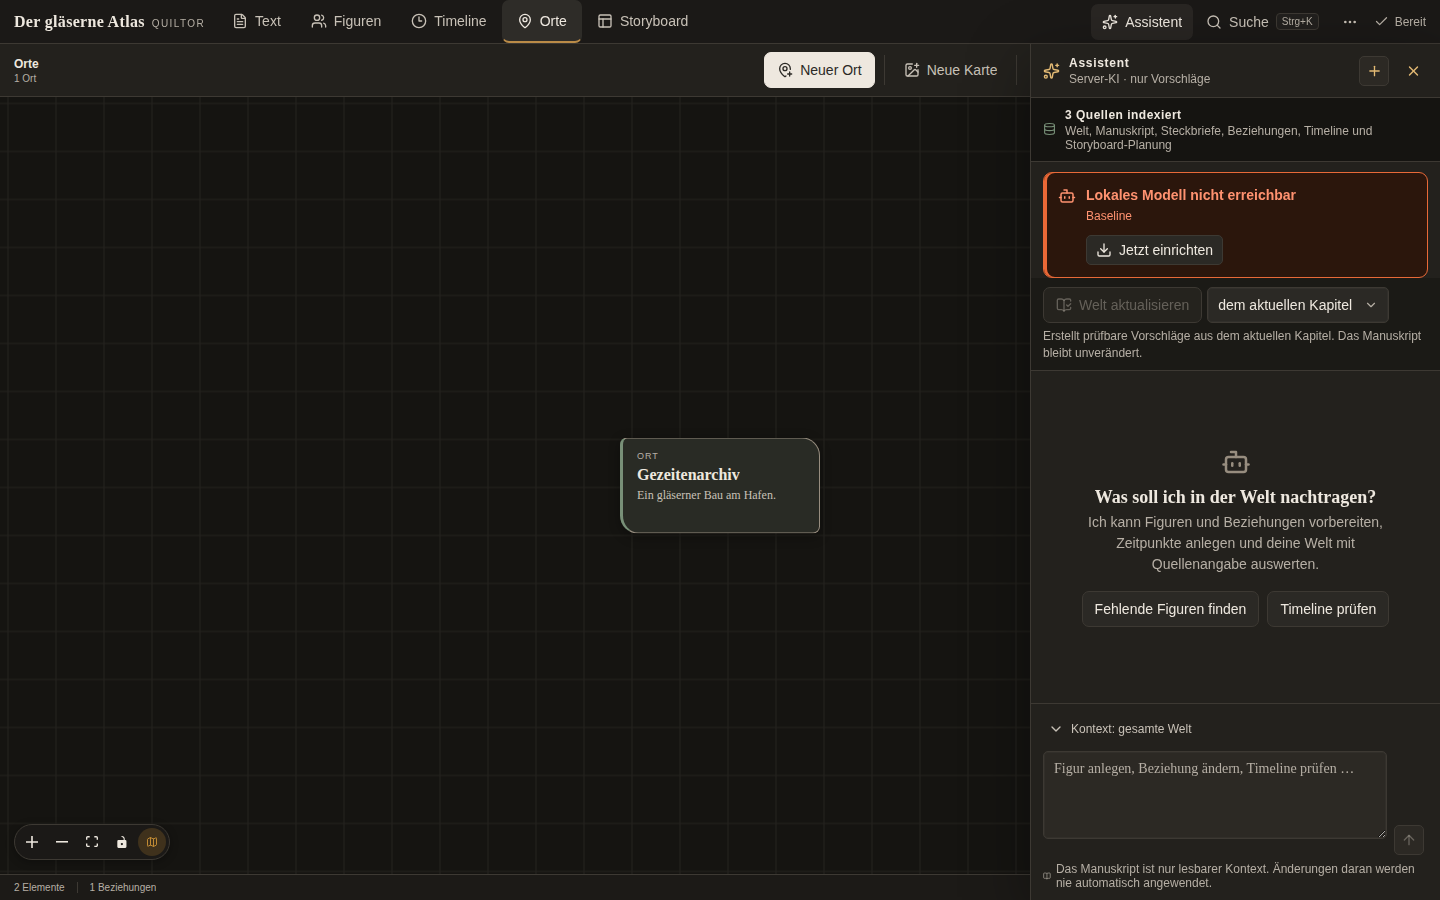 Der gläserne Atlas QUILTOR
Text
Figuren
Timeline
Orte
Storyboard
Assistent
Suche Strg+K
Bereit
Orte
1 Ort
Neuer Ort
Neue Karte
Assistent
Server-KI · nur Vorschläge
3 Quellen indexiert
Welt, Manuskript, Steckbriefe, Beziehungen, Timeline und
Storyboard-Planung
Lokales Modell nicht erreichbar
Baseline
Jetzt einrichten
Welt aktualisieren
dem aktuellen Kapitel
Erstellt prüfbare Vorschläge aus dem aktuellen Kapitel. Das Manuskript
bleibt unverändert.
ORT
Gezeitenarchiv
Ein gläserner Bau am Hafen.
Was soll ich in der Welt nachtragen?
Ich kann Figuren und Beziehungen vorbereiten,
Zeitpunkte anlegen und deine Welt mit
Quellenangabe auswerten.
Fehlende Figuren finden
Timeline prüfen
Kontext: gesamte Welt
Figur anlegen, Beziehung ändern, Timeline prüfen …
Das Manuskript ist nur lesbarer Kontext. Änderungen daran werden
nie automatisch angewendet.
2 Elemente
1 Beziehungen